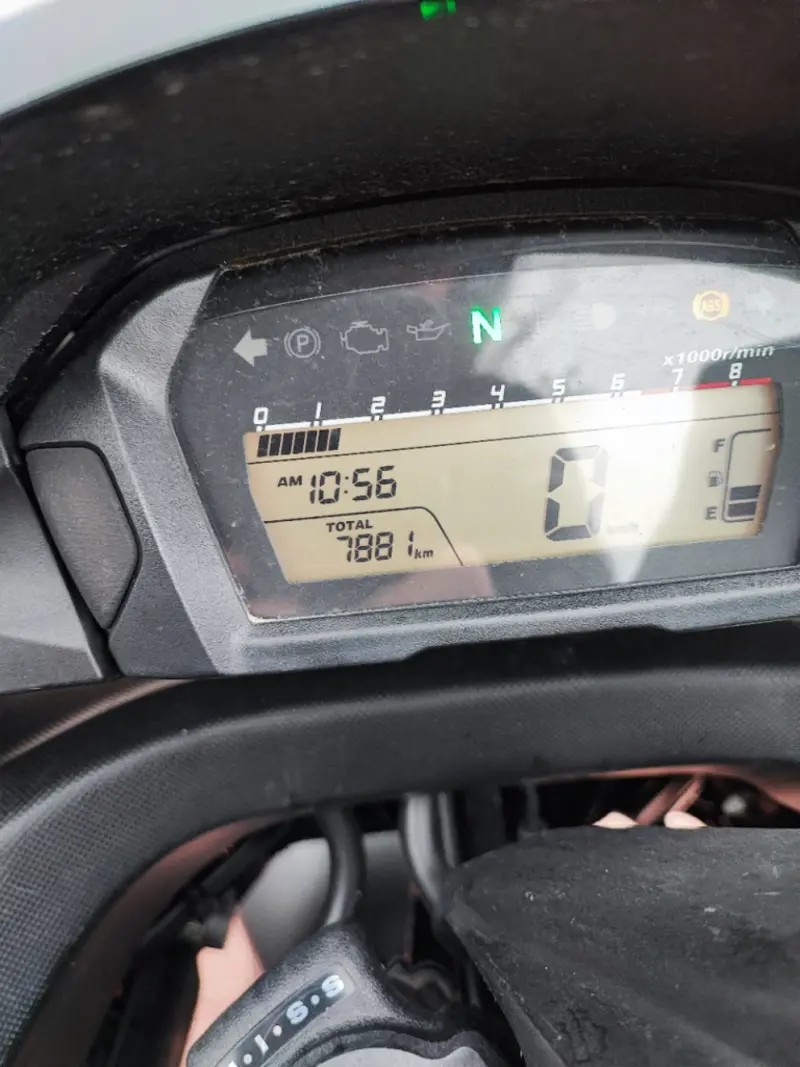 P
N
ABS
x1000r/min
0 1 2 3 4 5 6 7 8
AM 10:56
0
F
E
TOTAL
7881 km
S·S